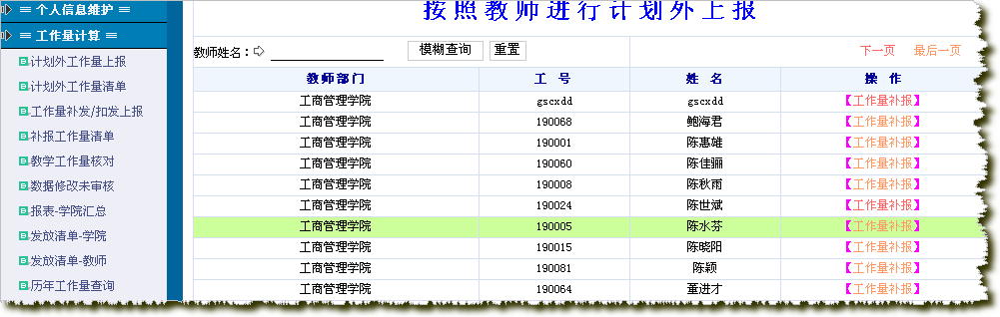 == 个人信息维护 ==
== 工作量计算 ==
计划外工作量上报
计划外工作量清单
工作量补发/扣发上报
补报工作量清单
教学工作量核对
数据修改未审核
报表-学院汇总
发放清单-学院
发放清单-教师
历年工作量查询
按照教师进行计划外上报
教师姓名： 模糊查询 重置 下一页 最后一页
教师部门 工 号 姓 名 操 作
工商管理学院 gscxdd gscxdd 【工作量补报】
工商管理学院 190068 鲍海君 【工作量补报】
工商管理学院 190001 陈惠雄 【工作量补报】
工商管理学院 190060 陈佳骊 【工作量补报】
工商管理学院 190008 陈秋雨 【工作量补报】
工商管理学院 190024 陈世斌 【工作量补报】
工商管理学院 190005 陈水芬 【工作量补报】
工商管理学院 190015 陈晓阳 【工作量补报】
工商管理学院 190081 陈颖 【工作量补报】
工商管理学院 190064 董进才 【工作量补报】